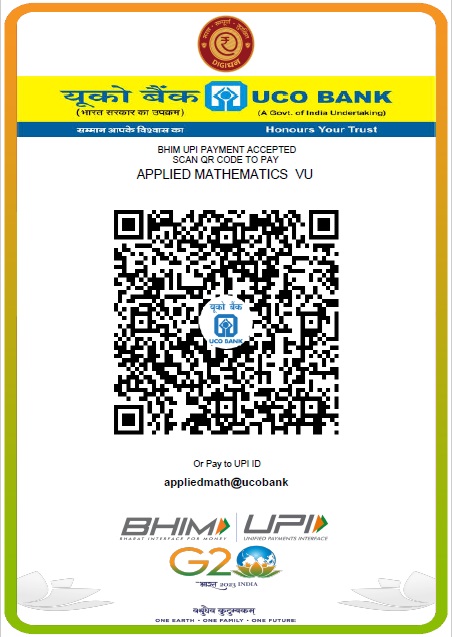 DIGIDHAN
यूको बैंक UCO BANK
(भारत सरकार का उपक्रम) (A Govt. of India Undertaking)
सम्मान आपके विश्वास का Honours Your Trust
BHIM UPI PAYMENT ACCEPTED
SCAN QR CODE TO PAY
APPLIED MATHEMATICS VU
यूको बैंक
UCO BANK
Or Pay to UPI ID
appliedmath@ucobank
BHIM UPI
BHARAT INTERFACE FOR MONEY UNIFIED PAYMENTS INTERFACE
G20
भारत 2023 INDIA
वसुधैव कुटुम्बकम्
ONE EARTH • ONE FAMILY • ONE FUTURE